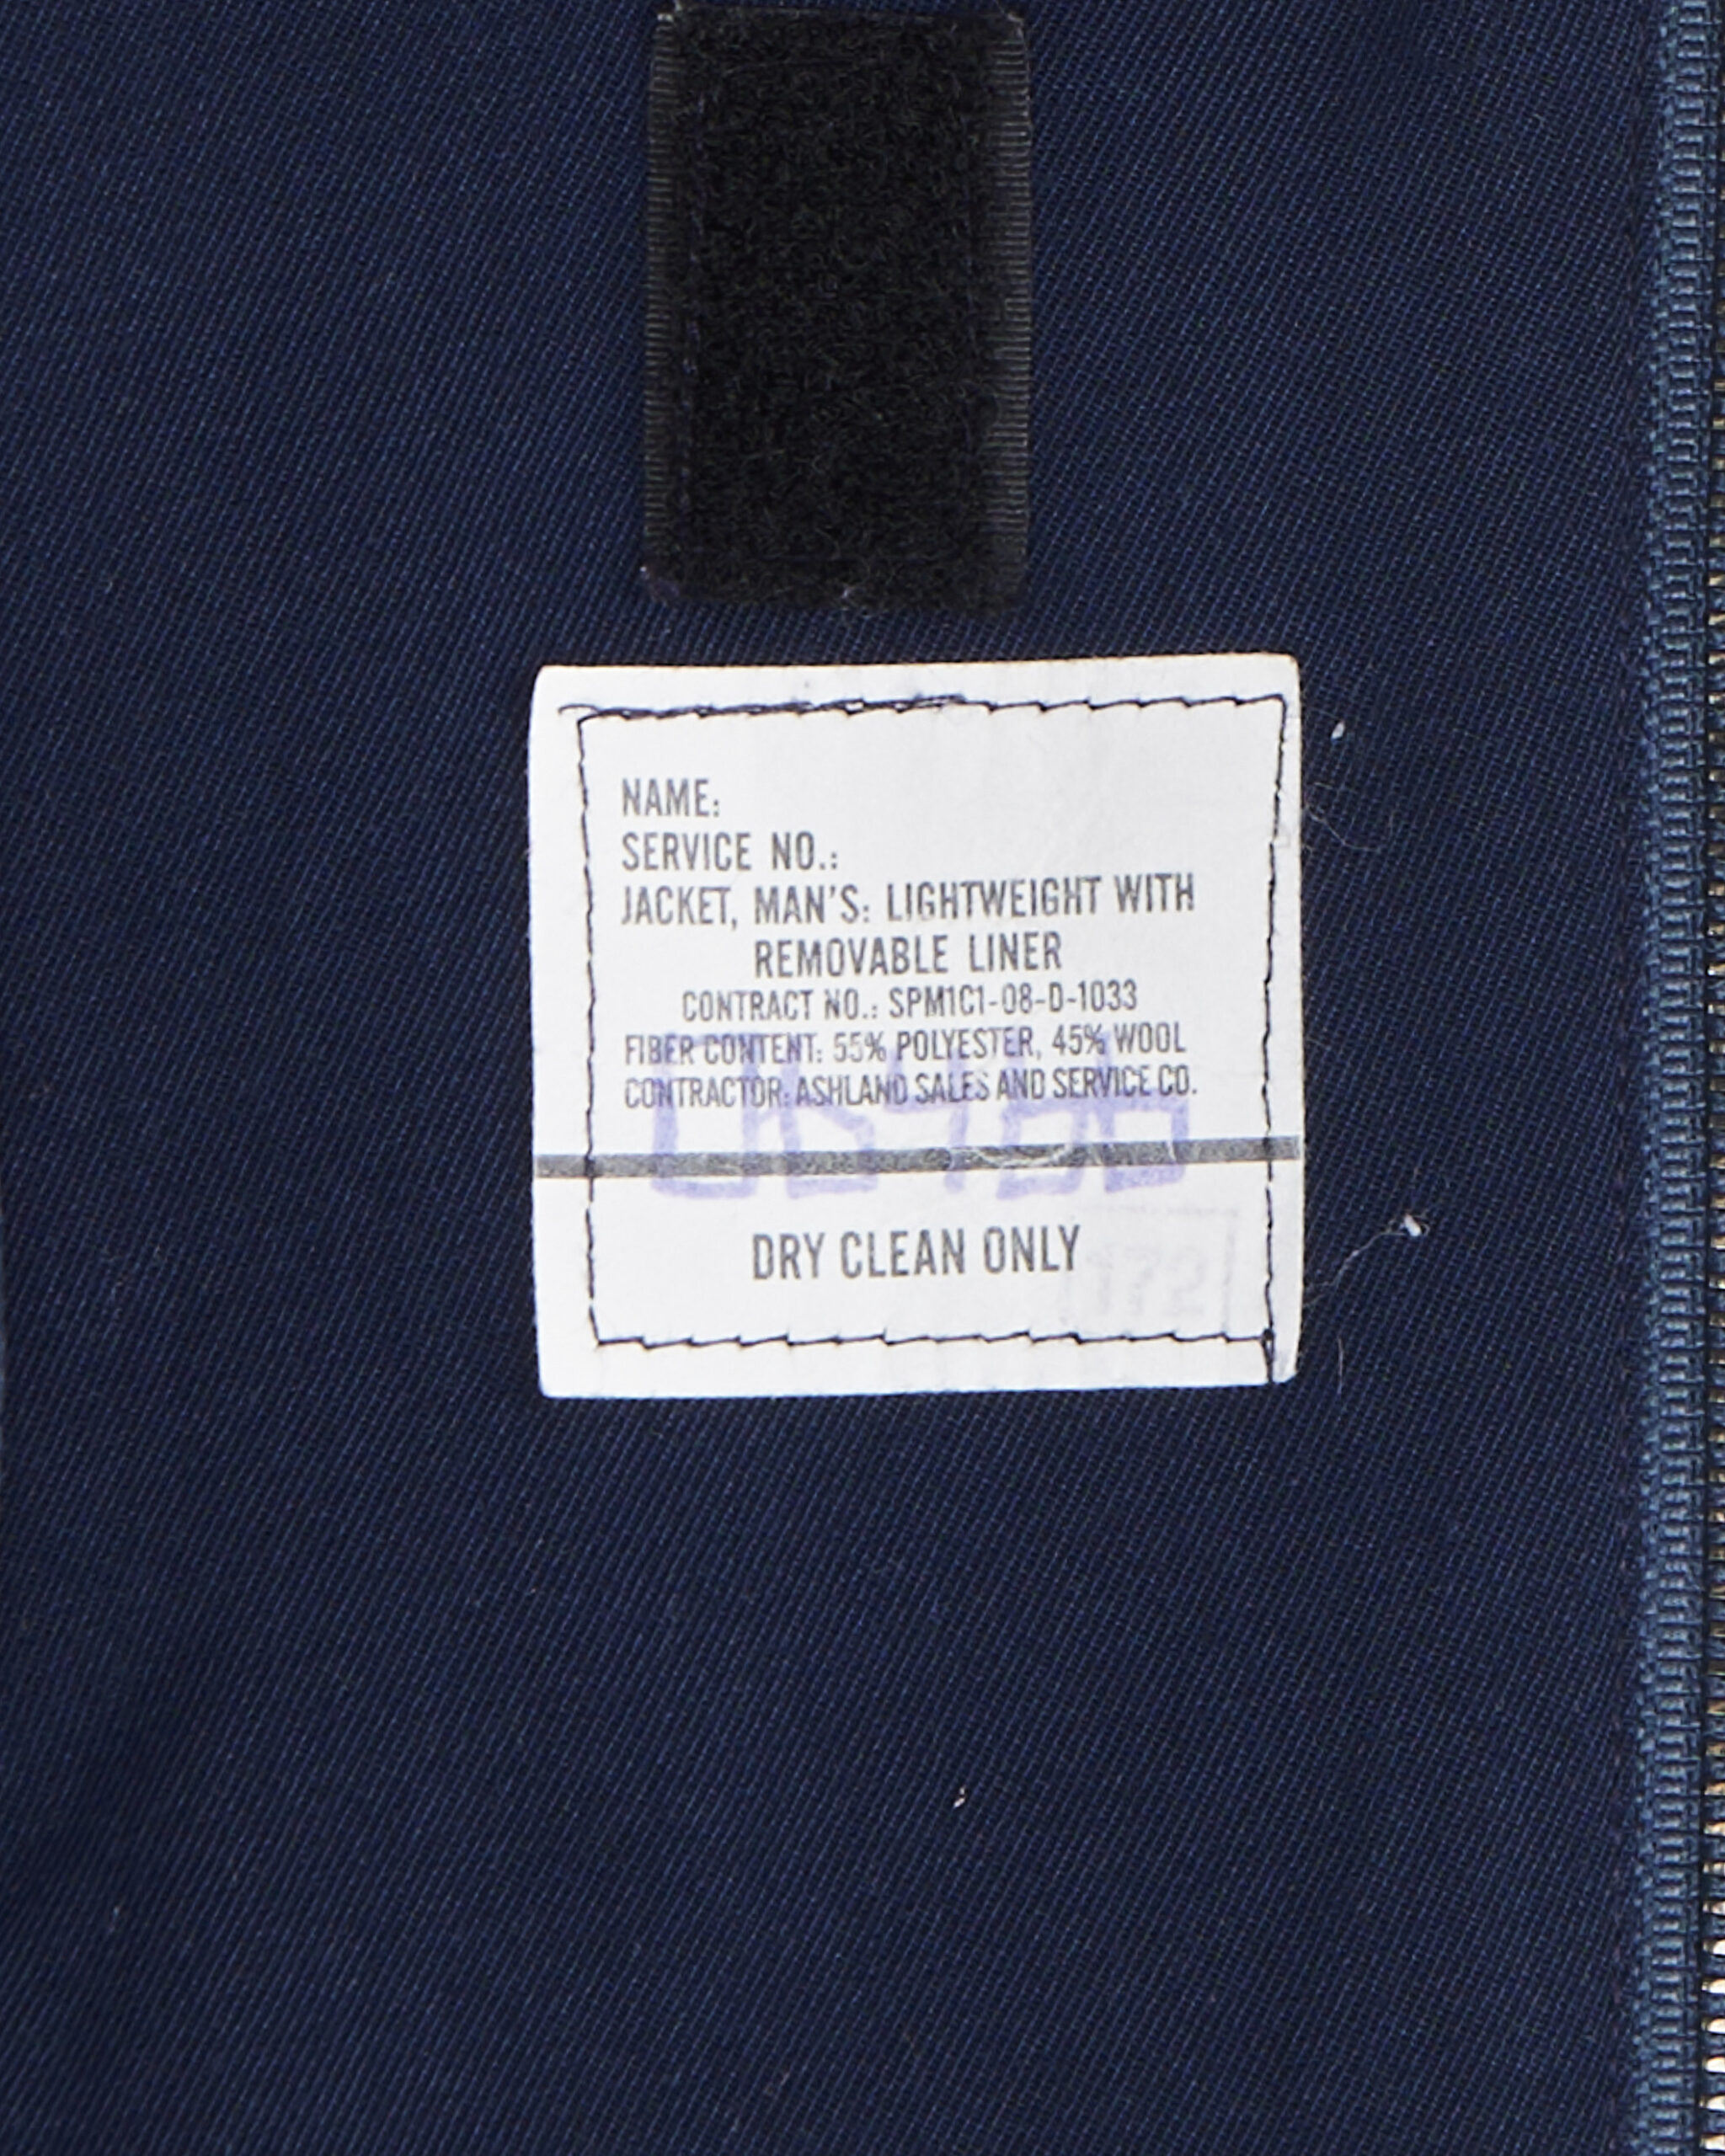 NAME:
SERVICE NO.:
JACKET, MAN'S: LIGHTWEIGHT WITH
REMOVABLE LINER
CONTRACT NO.: SPM1C1-08-D-1033
FIBER CONTENT: 55% POLYESTER, 45% WOOL
CONTRACTOR: ASHLAND SALES AND SERVICE CO.
DRY CLEAN ONLY
172